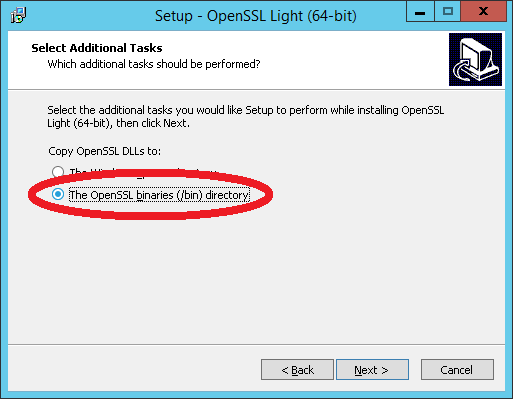 Setup - OpenSSL Light (64-bit)
Select Additional Tasks
Which additional tasks should be performed?
Select the additional tasks you would like Setup to perform while installing OpenSSL
Light (64-bit), then click Next.
Copy OpenSSL DLLs to:
The
The OpenSSL binaries (/bin) directory
< Back
Next >
Cancel